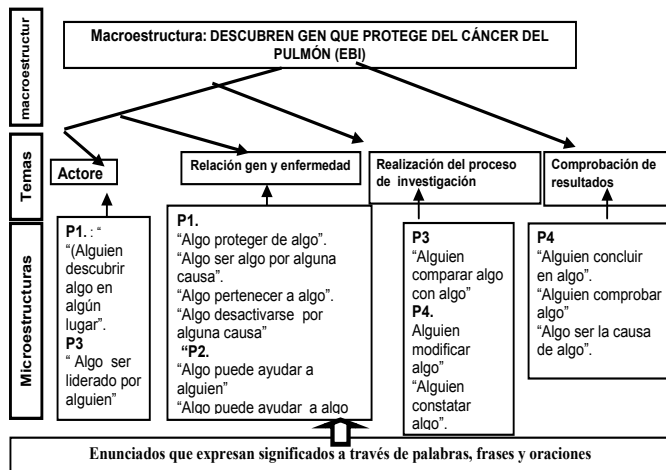 macroestructur
Macroestructura: DESCUBREN GEN QUE PROTEGE DEL CÁNCER DEL
PULMÓN (EBI)
Temas
Actore
Relación gen y enfermedad
Realización del proceso
de investigación
Comprobación de
resultados
Microestructuras
P1. : “
“(Alguien
descubrir
algo en
algún
lugar”.
P3
“ Algo ser
liderado por
alguien”
P1.
“Algo proteger de algo”.
“Algo ser algo por alguna
causa”.
“Algo pertenecer a algo”.
“Algo desactivarse por
alguna causa”
“P2.
“Algo puede ayudar a
alguien”
“Algo puede ayudar a algo
P3
“Alguien
comparar algo
con algo”
P4.
Alguien
modificar
algo”
“Alguien
constatar
algo”.
P4
“Alguien concluir
en algo”.
“Alguien comprobar
algo”
“Algo ser la causa
de algo”.
Enunciados que expresan significados a través de palabras, frases y oraciones